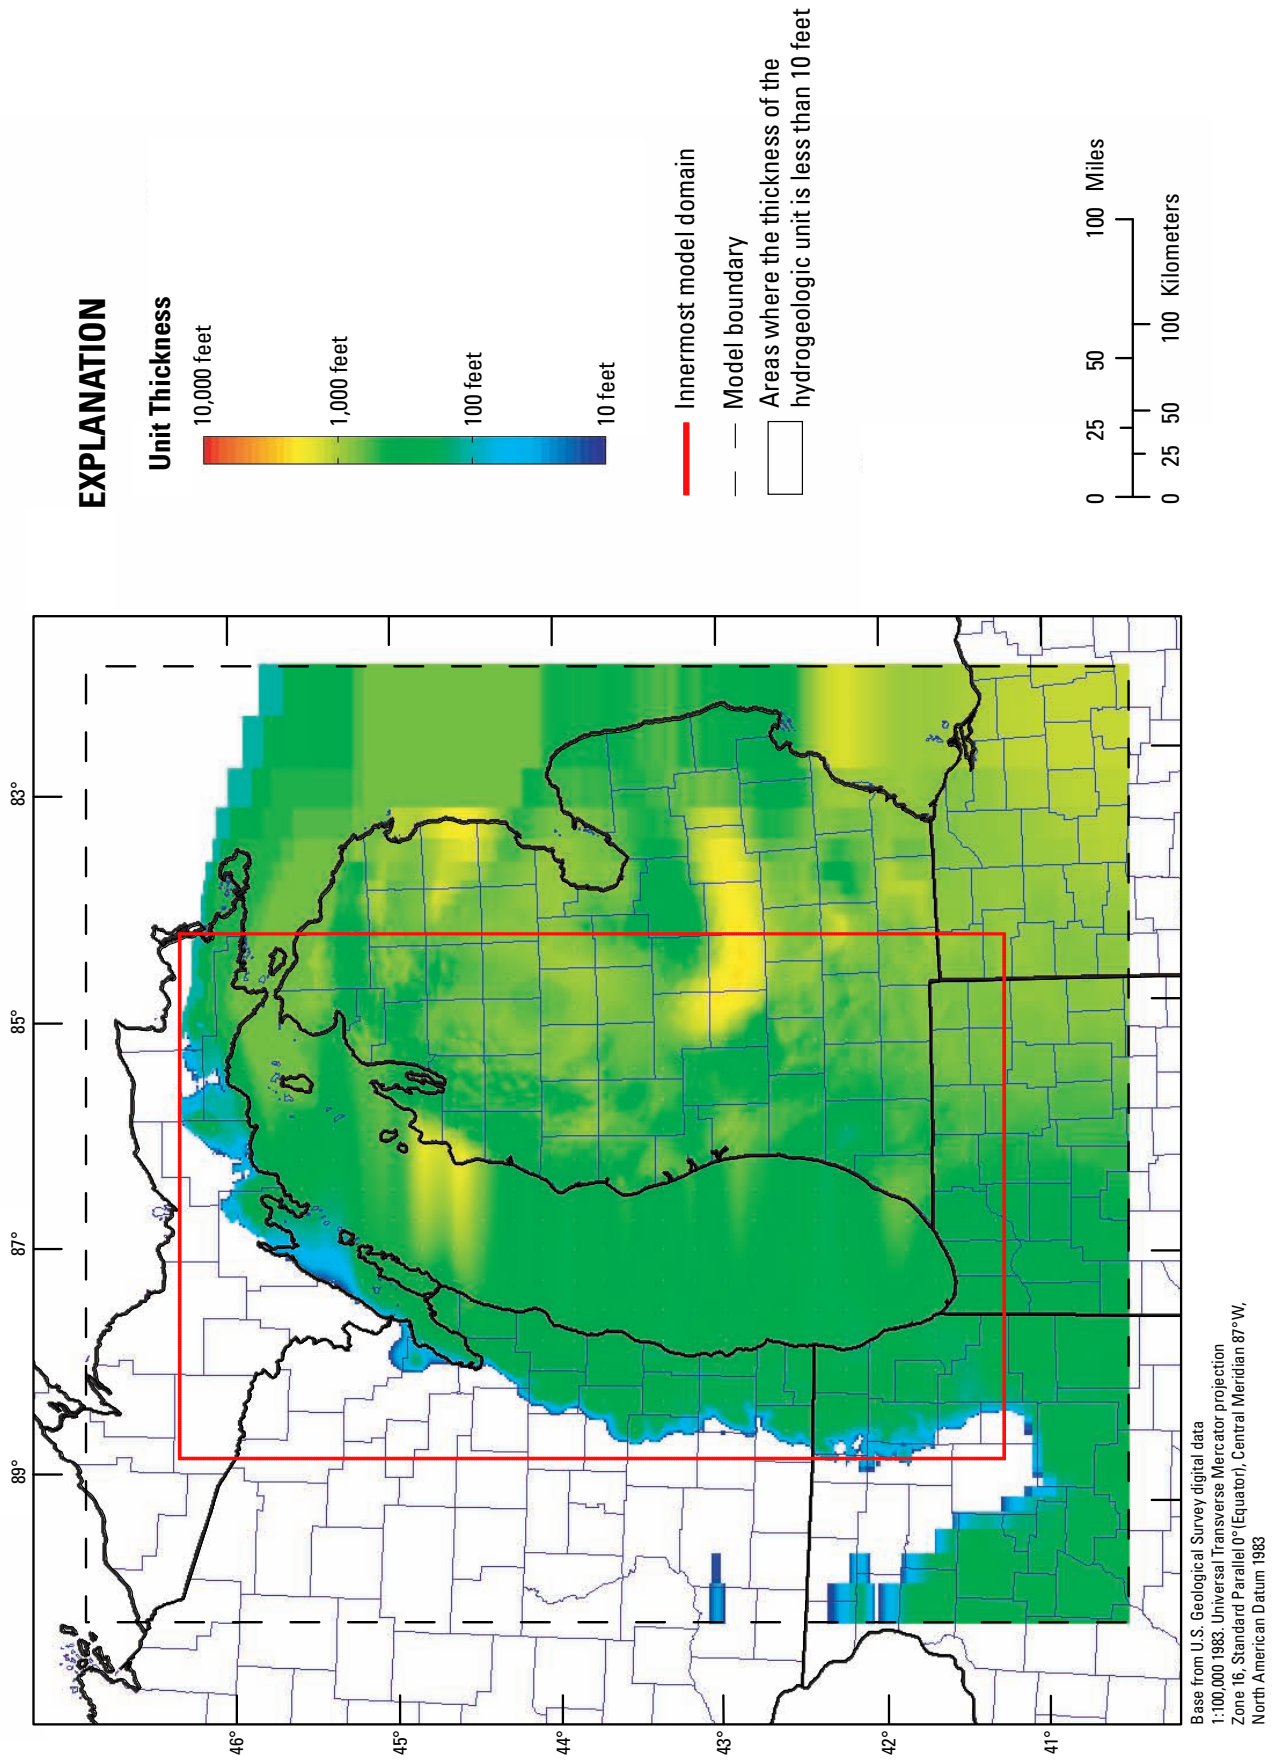 EXPLANATION
Unit Thickness
10,000 feet
1,000 feet
100 feet
10 feet
Innermost model domain
Model boundary
Areas where the thickness of the
hydrogeologic unit is less than 10 feet
0 25 50 100 Miles
0 25 50 100 Kilometers
89° 87° 85° 83°
46°
45°
44°
43°
42°
41°
Base from U.S. Geological Survey digital data
1:100,000 1983. Universal Transverse Mercator projection
Zone 16, Standard Parallel 0° (Equator), Central Meridian 87° W,
North American Datum 1983